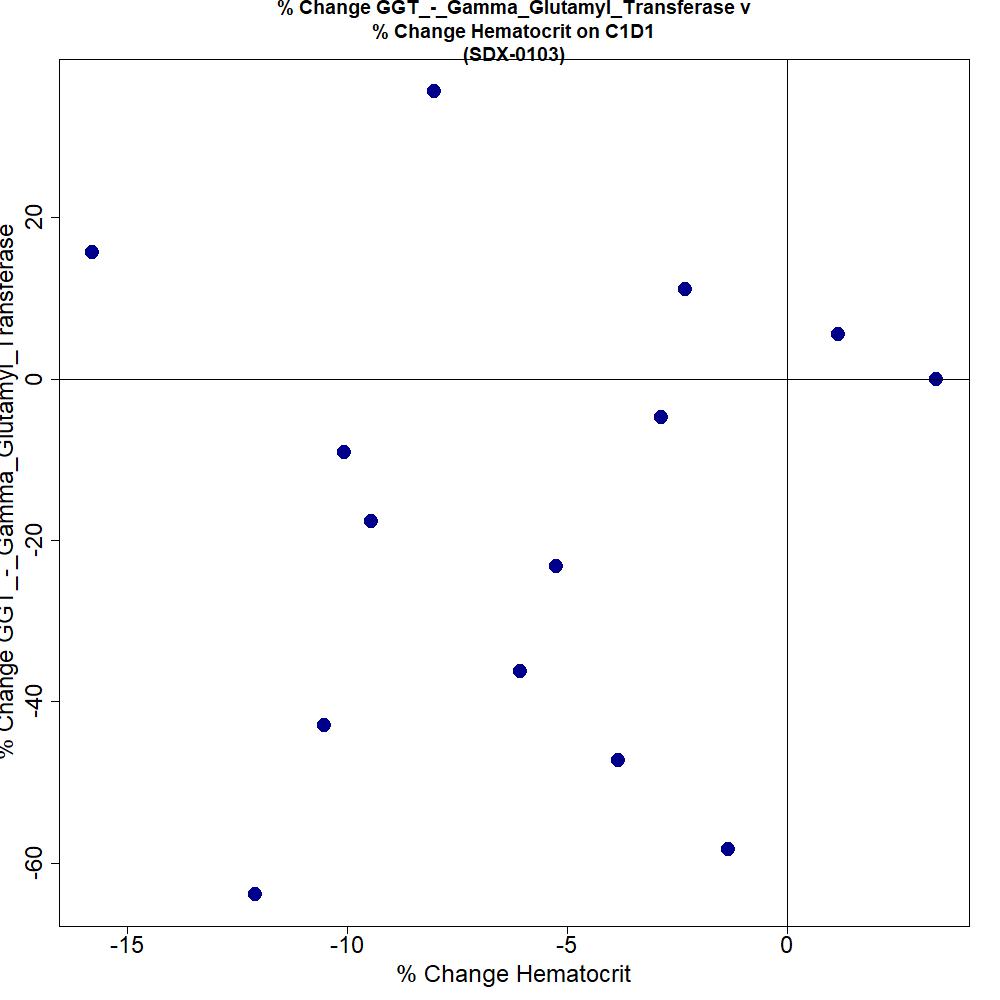 % Change GGT_-_Gamma_Glutamyl_Transferase v
% Change Hematocrit on C1D1
(SDX-0103)
% Change GGT_-_Gamma_Glutamyl_Transferase
20
0
-20
-40
-60
-15
-10
-5
0
% Change Hematocrit